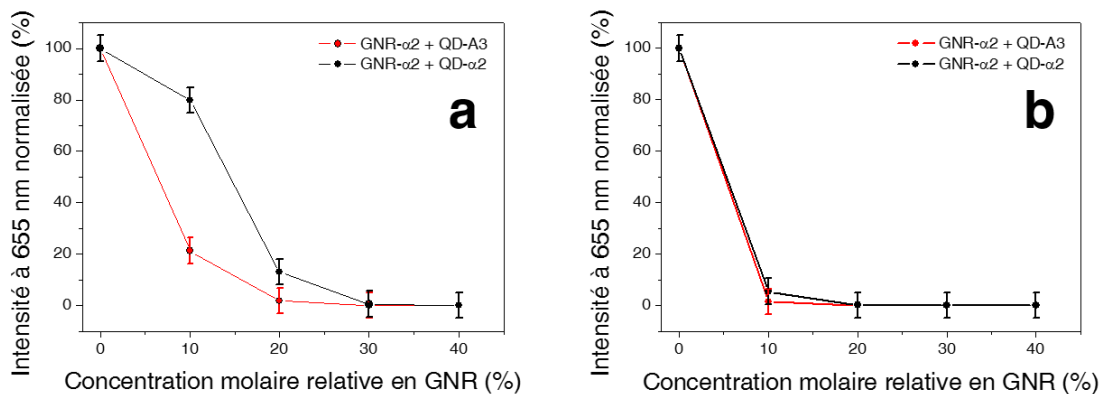 Intensité à 655 nm normalisée (%)
100
80
60
40
20
0
GNR-α2 + QD-A3
GNR-α2 + QD-α2
a
0 10 20 30 40
Concentration molaire relative en GNR (%)
Intensité à 655 nm normalisée (%)
100
80
60
40
20
0
GNR-α2 + QD-A3
GNR-α2 + QD-α2
b
0 10 20 30 40
Concentration molaire relative en GNR (%)